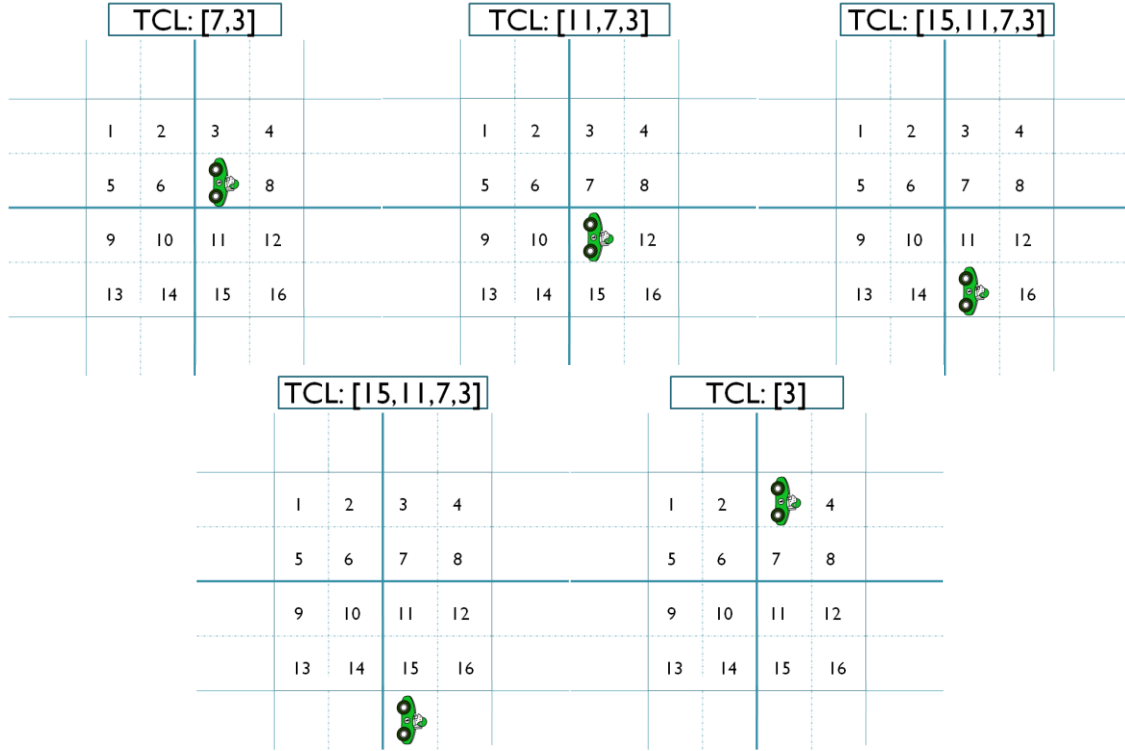 TCL: [7,3]
TCL: [11,7,3]
TCL: [15,11,7,3]
1 2 3 4
5 6 8
9 10 11 12
13 14 15 16
1 2 3 4
5 6 7 8
9 10 12
13 14 15 16
1 2 3 4
5 6 7 8
9 10 11 12
13 14 16
TCL: [15,11,7,3]
TCL: [3]
1 2 3 4
5 6 7 8
9 10 11 12
13 14 15 16
1 2 4
5 6 7 8
9 10 11 12
13 14 15 16